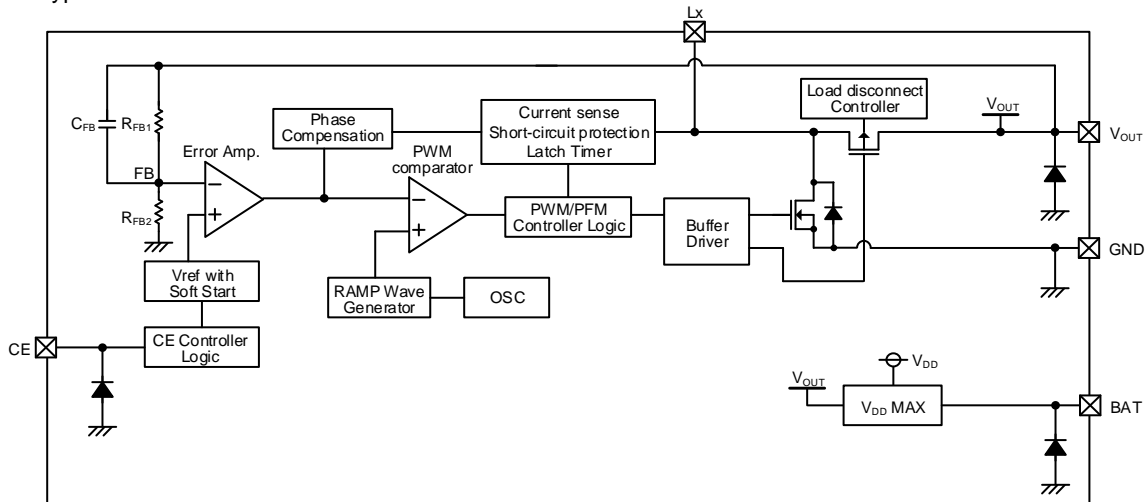 Lx
Load disconnect
Controller
CFB
RFB1
Phase
Compensation
Current sense
Short-circuit protection
Latch Timer
VOUT
VOUT
Error Amp.
PWM
comparator
FB
RFB2
PWM/PFM
Controller Logic
Buffer
Driver
GND
Vref with
Soft Start
RAMP Wave
Generator
OSC
CE
CE Controller
Logic
VDD
VOUT
VDD MAX
BAT